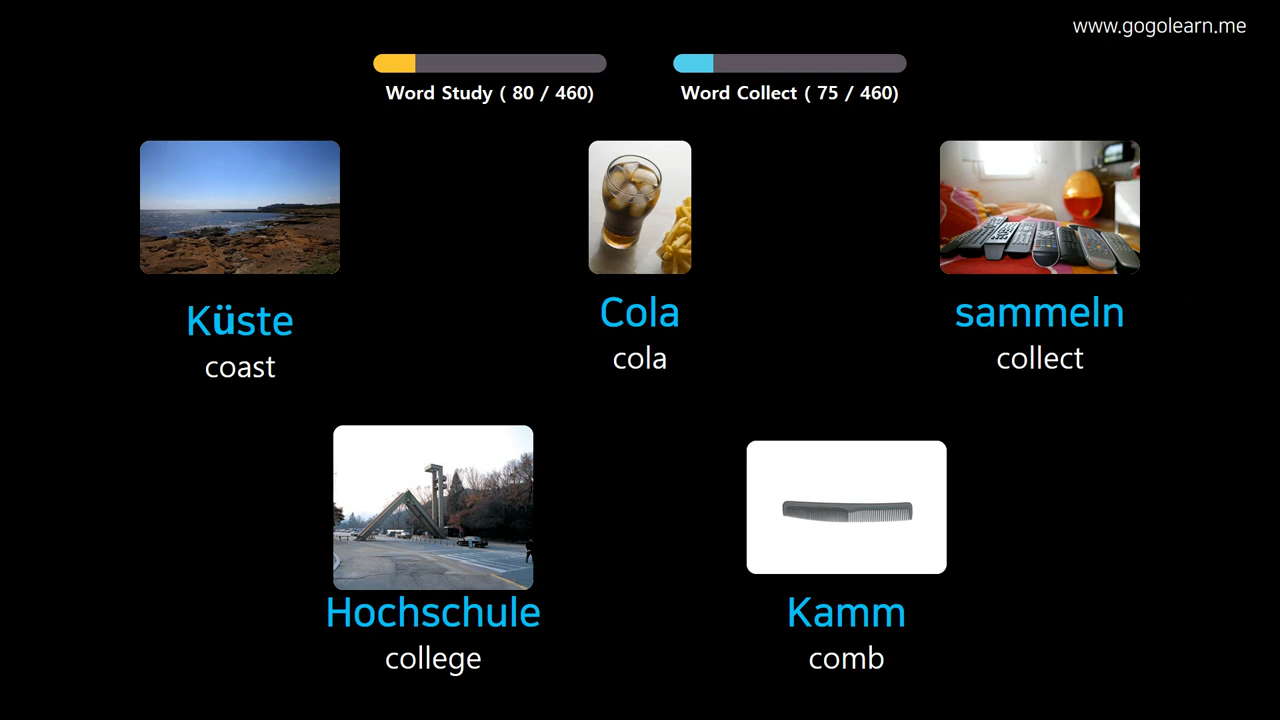 www.gogolearn.me
Word Study ( 80 / 460)
Word Collect ( 75 / 460)
Küste
coast
Cola
cola
sammeln
collect
Hochschule
college
Kamm
comb